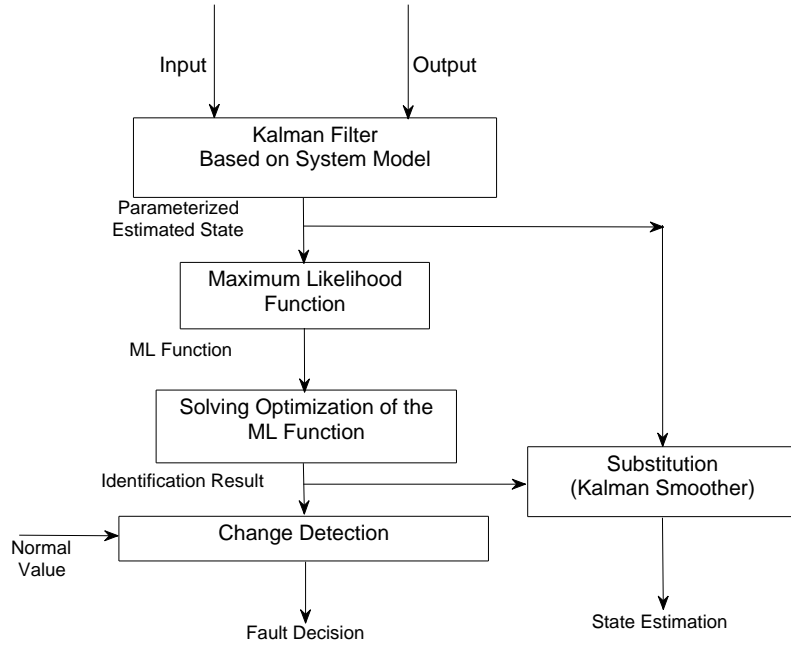 Input
Output
Kalman Filter
Based on System Model
Parameterized
Estimated State
Maximum Likelihood
Function
ML Function
Solving Optimization of the
ML Function
Identification Result
Substitution
(Kalman Smoother)
Change Detection
Normal
Value
Fault Decision
State Estimation